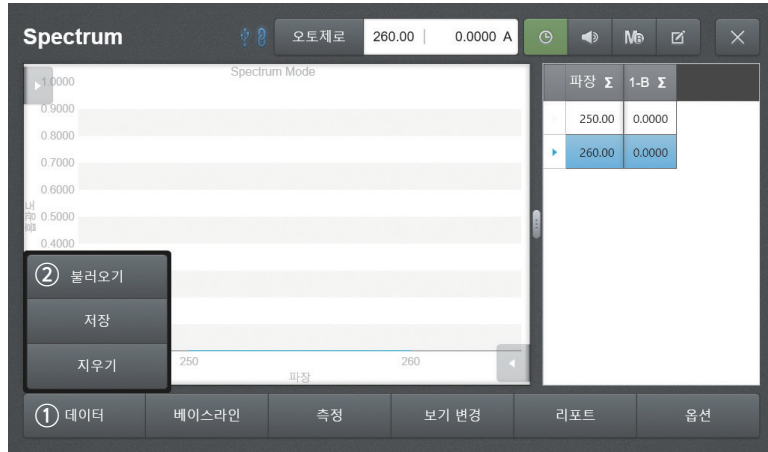 Spectrum 오토제로 260.00 0.0000 A
Spectrum Mode
1.0000
0.9000
0.8000
0.7000
0.6000
0.5000
0.4000
흡광도
250 260
파장
파장 Σ 1-B Σ
250.00 0.0000
260.00 0.0000
② 불러오기
저장
지우기
① 데이터 베이스라인 측정 보기 변경 리포트 옵션